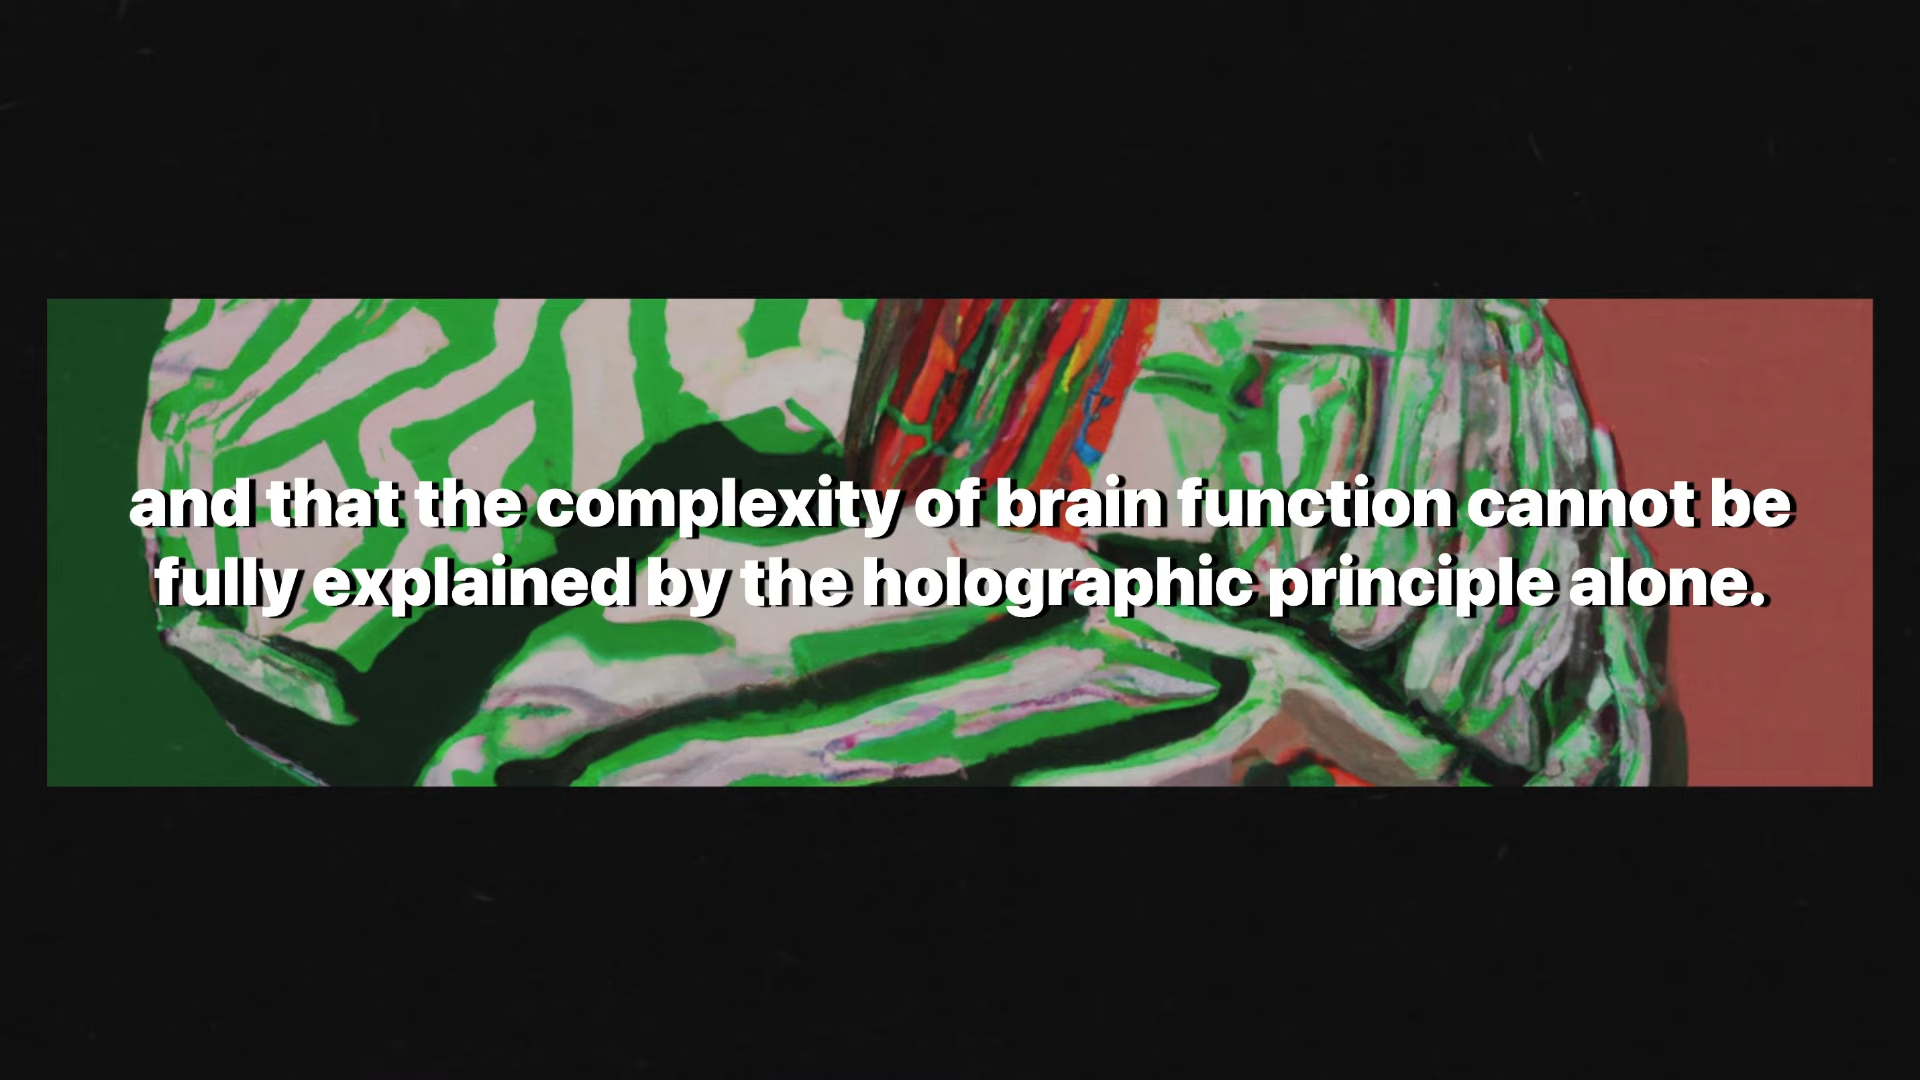 and that the complexity of brain function cannot be
fully explained by the holographic principle alone.